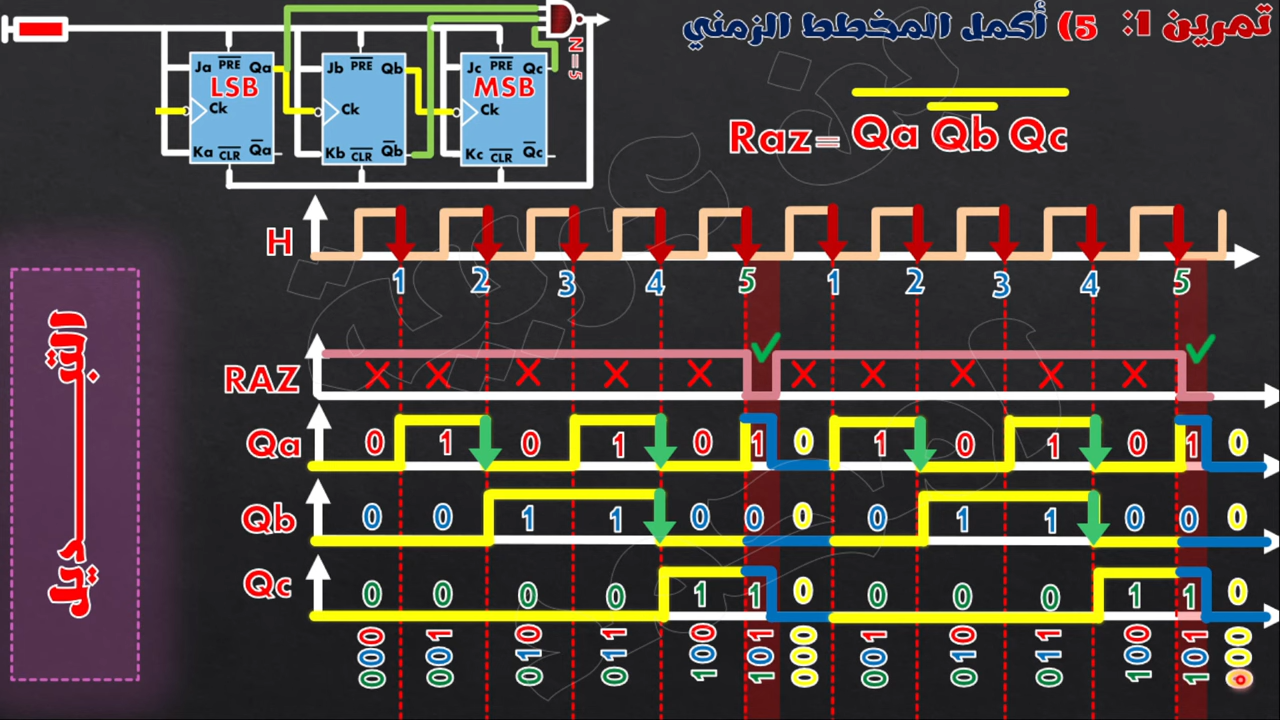 تمرين 1: 5) أكمل المخطط الزمني
Ja PRE Qa Jb PRE Qb Jc PRE Qc
LSB MSB
Ck Ck Ck
Ka CLR Qa Kb CLR Qb Kc CLR Qc
N=5
Raz= Qa Qb Qc
H
1 2 3 4 5 1 2 3 4 5
RAZ
Qa 0 1 0 1 0 1 0 1 0 1 0 1 0
Qb 0 0 1 1 0 0 0 0 1 1 0 0 0
Qc 0 0 0 0 1 1 0 0 0 0 1 1 0
000 001 010 011 100 101 000 001 010 011 100 101 000